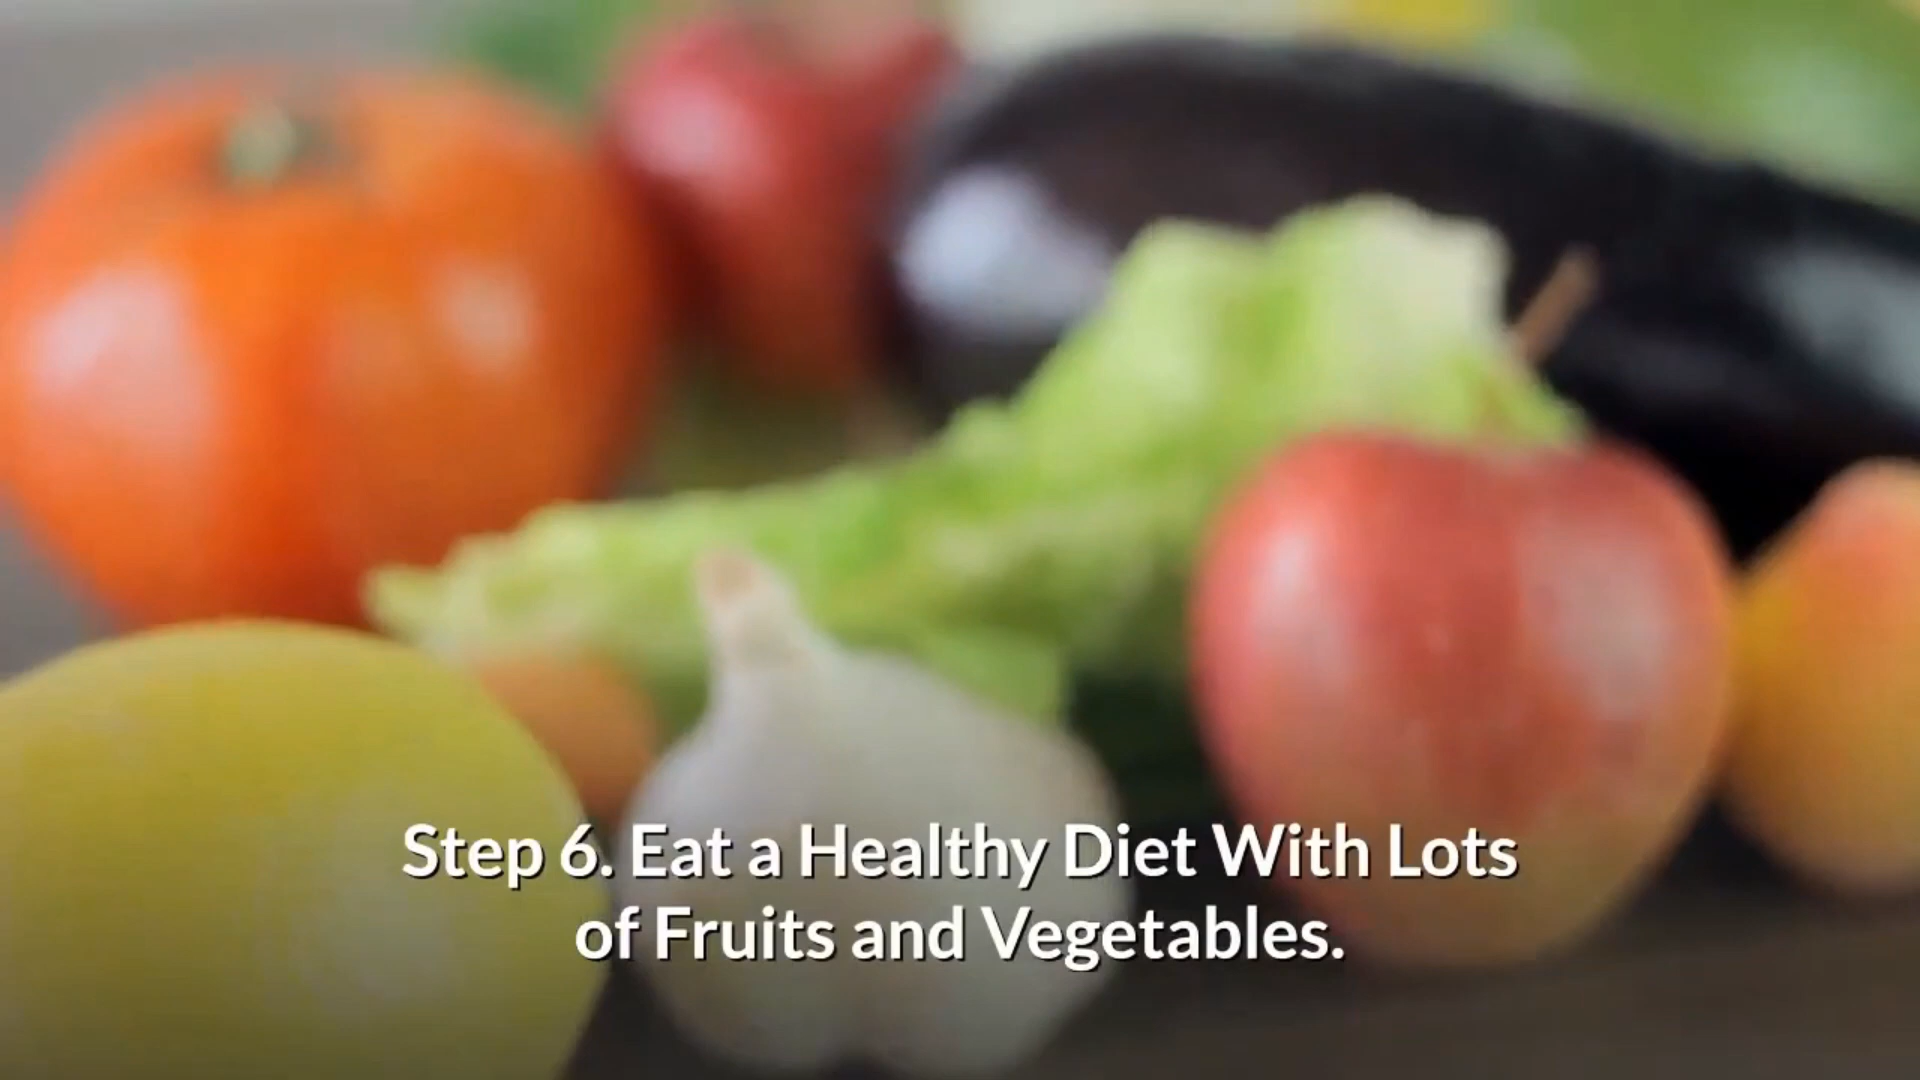 Step 6. Eat a Healthy Diet With Lots
of Fruits and Vegetables.